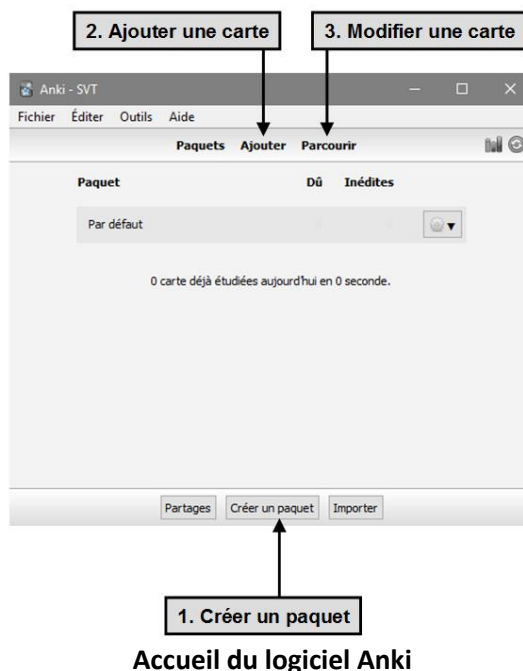 2. Ajouter une carte 3. Modifier une carte
Anki - SVT
Fichier Éditer Outils Aide
Paquets Ajouter Parcourir
Paquet Dû Inédites
Par défaut
0 carte déjà étudiées aujourd'hui en 0 seconde.
Partages Créer un paquet Importer
1. Créer un paquet
Accueil du logiciel Anki